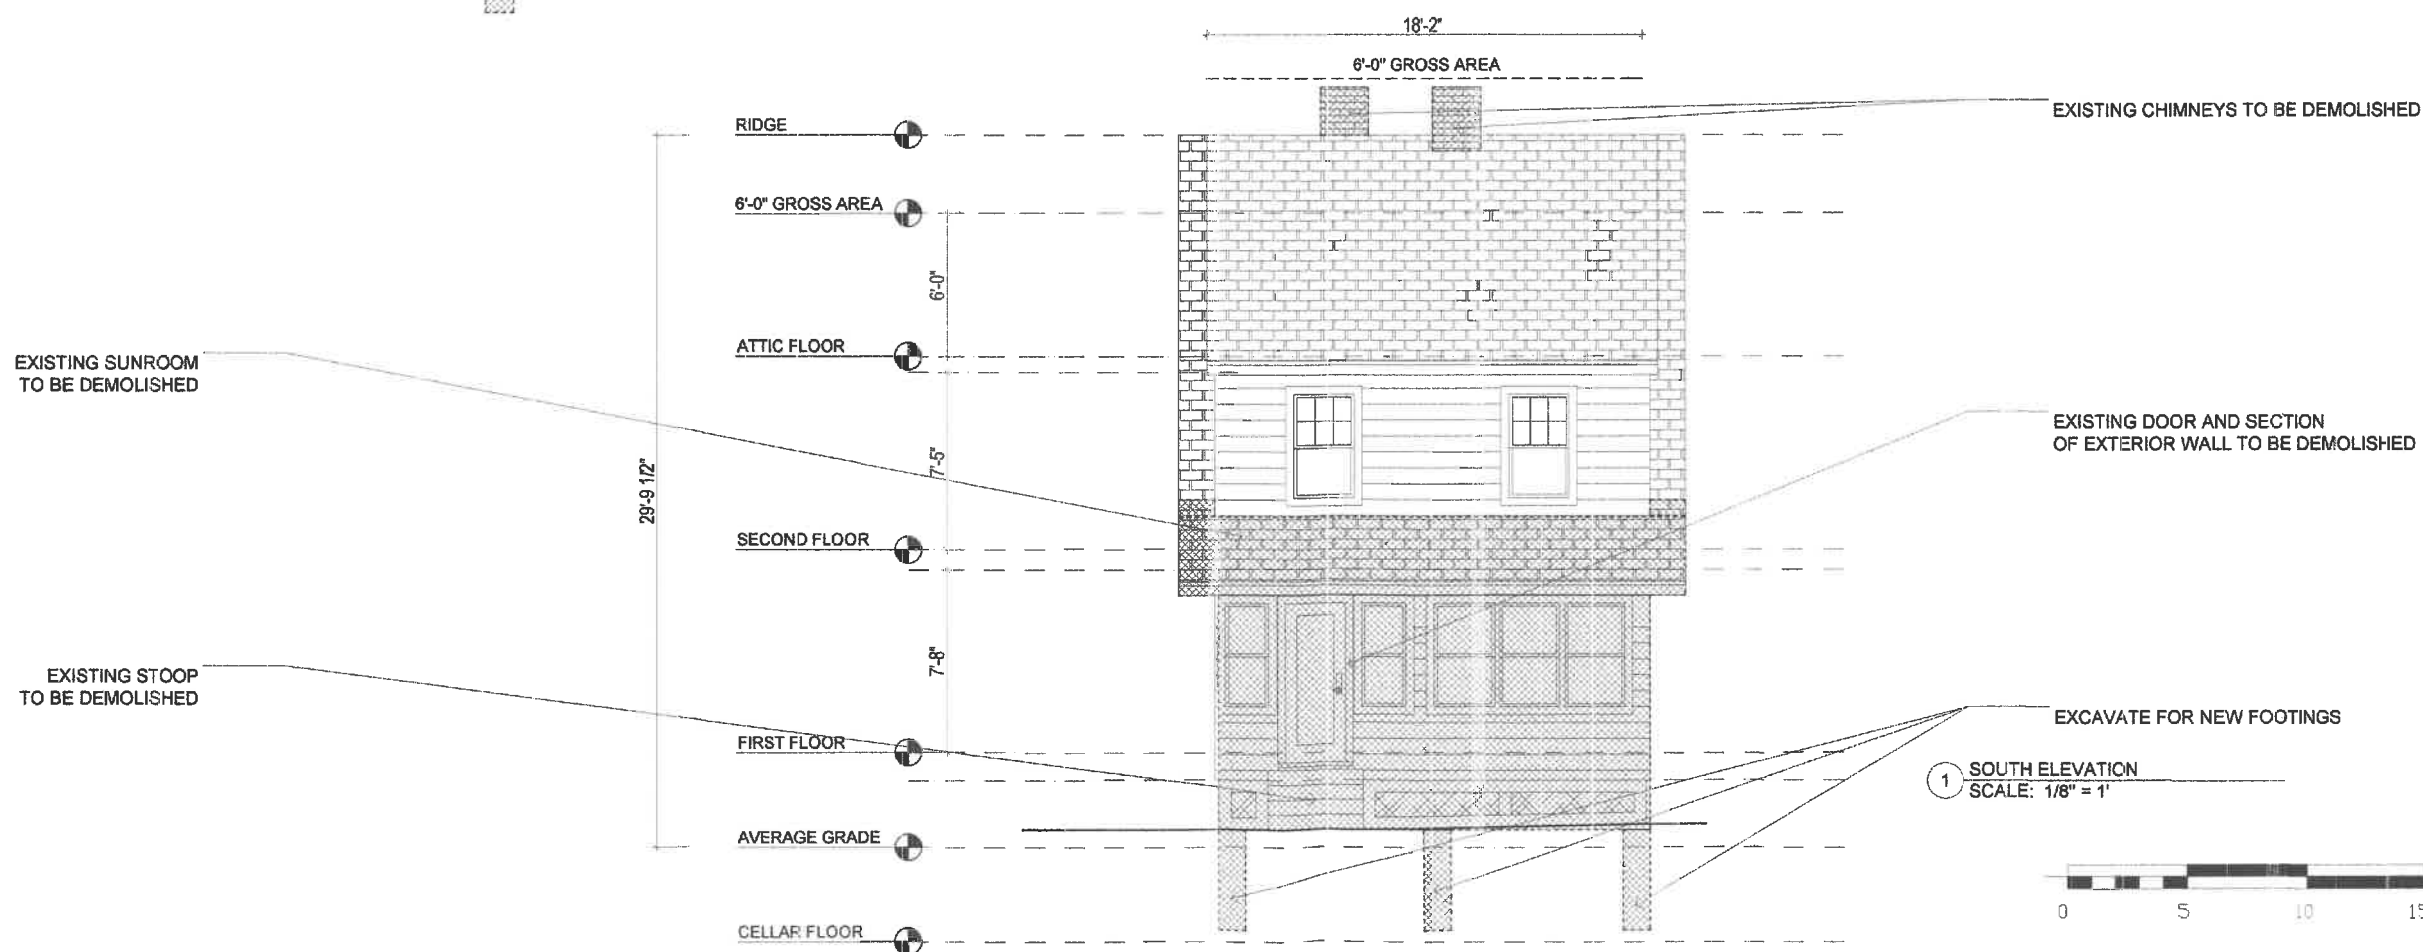 18'-2"
6'-0" GROSS AREA
EXISTING CHIMNEYS TO BE DEMOLISHED
RIDGE
6'-0" GROSS AREA
6'-0"
ATTIC FLOOR
EXISTING SUNROOM
TO BE DEMOLISHED
EXISTING DOOR AND SECTION
OF EXTERIOR WALL TO BE DEMOLISHED
7'-5"
29'-9 1/2"
SECOND FLOOR
7'-8"
EXISTING STOOP
TO BE DEMOLISHED
FIRST FLOOR
EXCAVATE FOR NEW FOOTINGS
1 SOUTH ELEVATION
SCALE: 1/8" = 1'
AVERAGE GRADE
0 5 10 15
CELLAR FLOOR